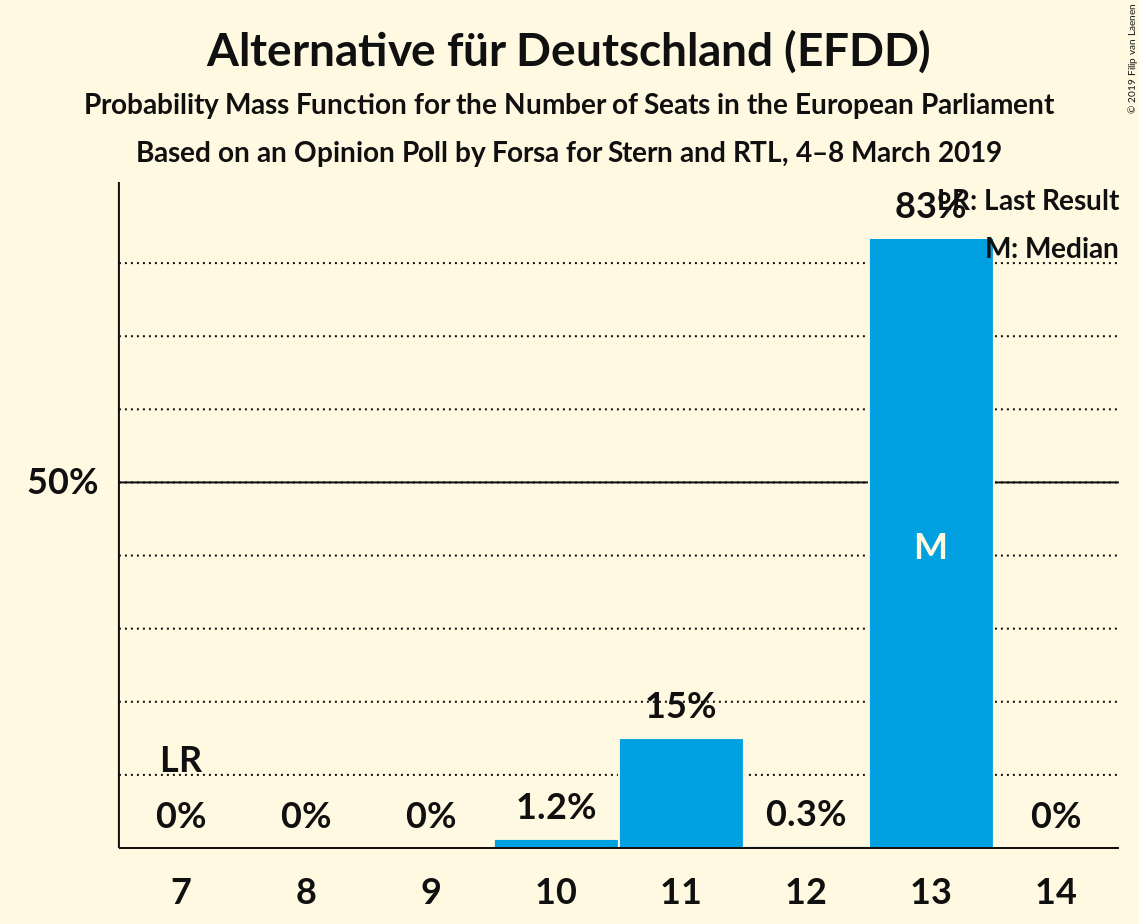 Alternative für Deutschland (EFDD)
Probability Mass Function for the Number of Seats in the European Parliament
Based on an Opinion Poll by Forsa for Stern and RTL, 4–8 March 2019
© 2019 Filip van Laenen
LR: Last Result
M: Median
83%
50%
M
15%
LR
0%
0%
0%
1.2%
0.3%
0%
7
8
9
10
11
12
13
14